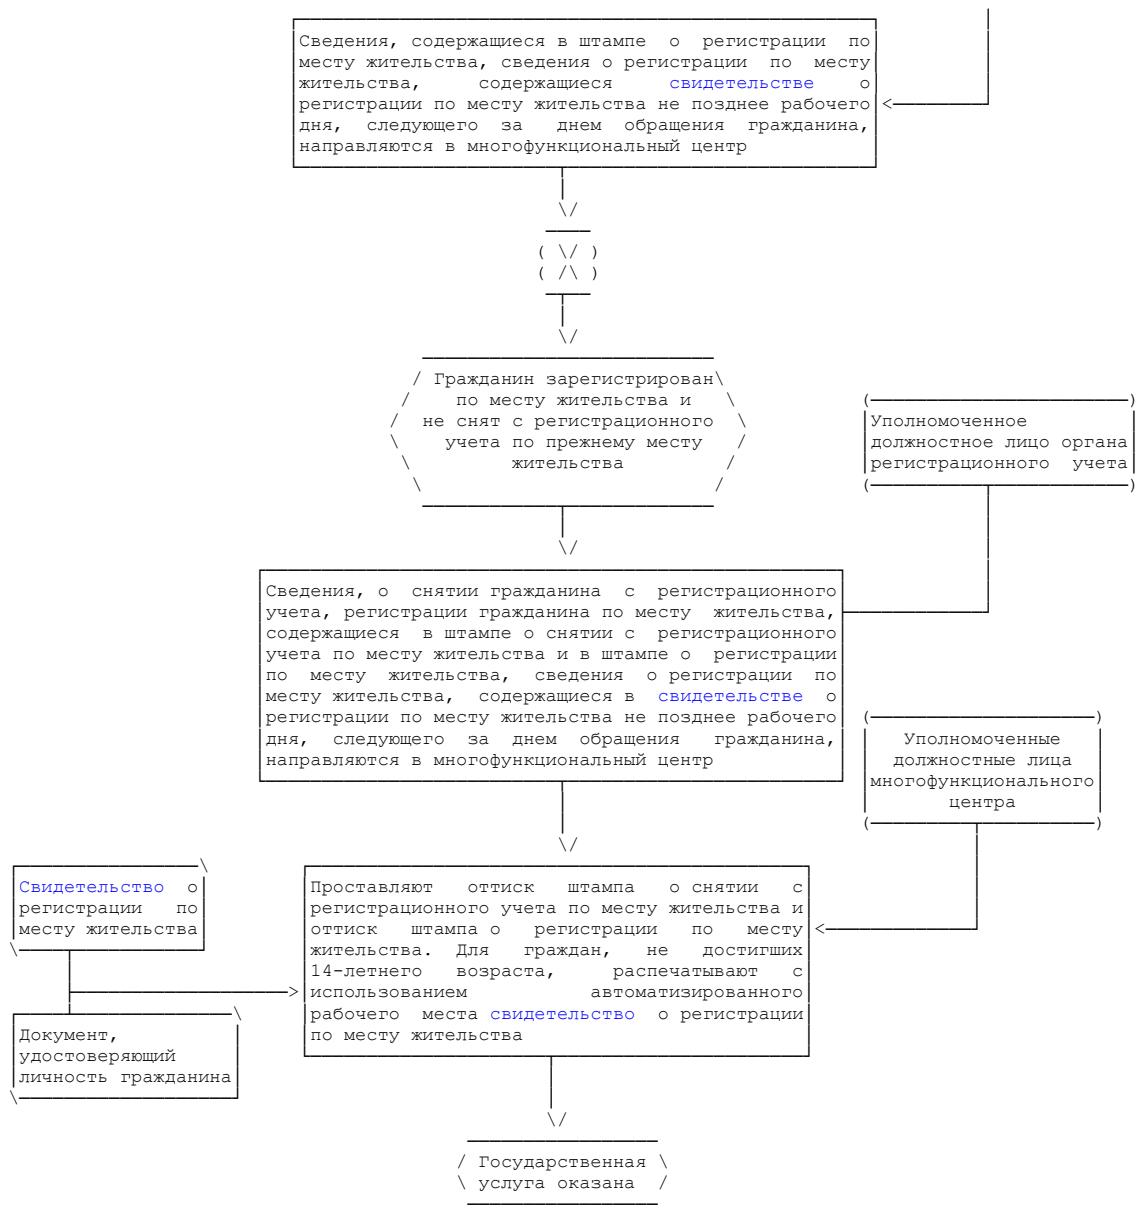 Сведения, содержащиеся в штампе о регистрации по
месту жительства, сведения о регистрации по месту
жительства, содержащиеся свидетельстве о
регистрации по месту жительства не позднее рабочего
дня, следующего за днем обращения гражданина,
направляются в многофункциональный центр
Гражданин зарегистрирован
по месту жительства и
не снят с регистрационного
учета по прежнему месту
жительства
Уполномоченное
должностное лицо органа
регистрационного учета
Сведения, о снятии гражданина с регистрационного
учета, регистрации гражданина по месту жительства,
содержащиеся в штампе о снятии с регистрационного
учета по месту жительства и в штампе о регистрации
по месту жительства, сведения о регистрации по
месту жительства, содержащиеся в свидетельстве о
регистрации по месту жительства не позднее рабочего
дня, следующего за днем обращения гражданина,
направляются в многофункциональный центр
Уполномоченные
должностные лица
многофункционального
центра
Свидетельство о
регистрации по
месту жительства
Проставляют оттиск штампа о снятии с
регистрационного учета по месту жительства и
оттиск штампа о регистрации по месту
жительства. Для граждан, не достигших
14-летнего возраста, распечатывают с
использованием автоматизированного
рабочего места свидетельство о регистрации
по месту жительства
Документ,
удостоверяющий
личность гражданина
Государственная
услуга оказана